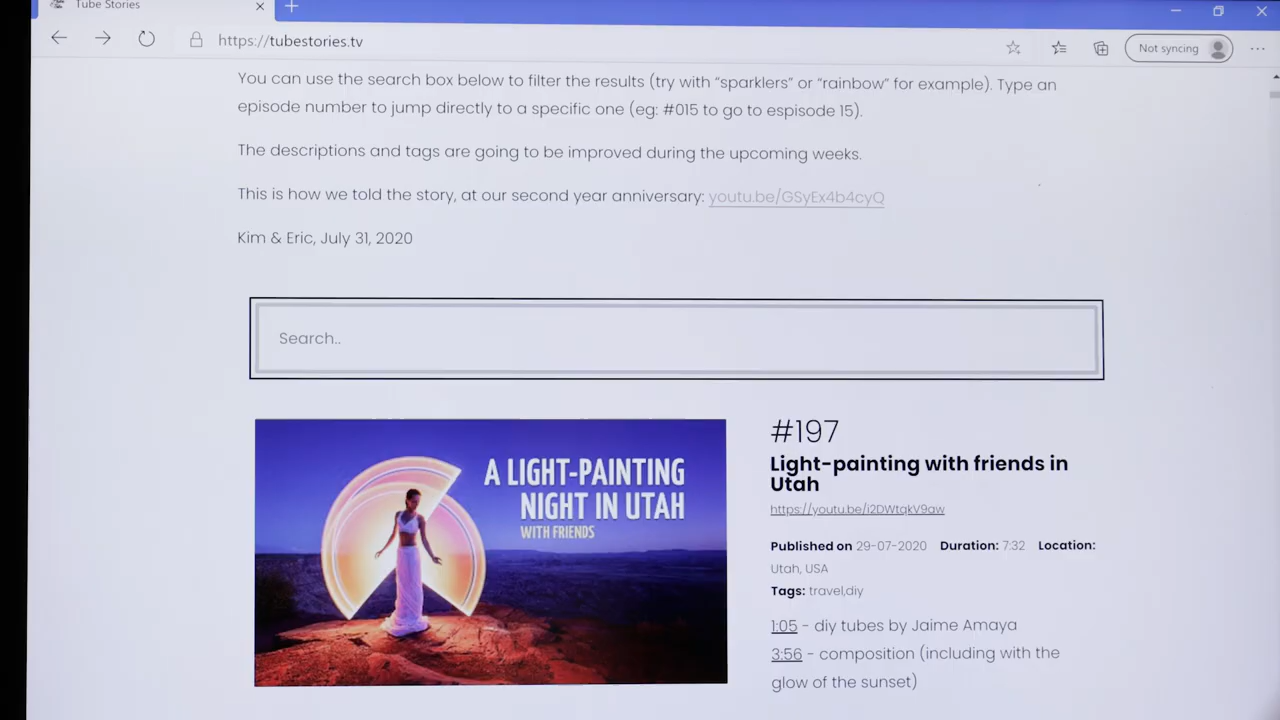 Tube Stories
https://tubestories.tv
Not syncing
You can use the search box below to filter the results (try with “sparklers” or “rainbow” for example). Type an
episode number to jump directly to a specific one (eg: #015 to go to espisode 15).
The descriptions and tags are going to be improved during the upcoming weeks.
This is how we told the story, at our second year anniversary: youtu.be/GSyEx4b4cyQ
Kim & Eric, July 31, 2020
Search..
A LIGHT-PAINTING
NIGHT IN UTAH
WITH FRIENDS
#197
Light-painting with friends in
Utah
https://youtu.be/i2DWtqkV9aw
Published on 29-07-2020 Duration: 7:32 Location:
Utah, USA
Tags: travel,diy
1:05 - diy tubes by Jaime Amaya
3:56 - composition (including with the
glow of the sunset)